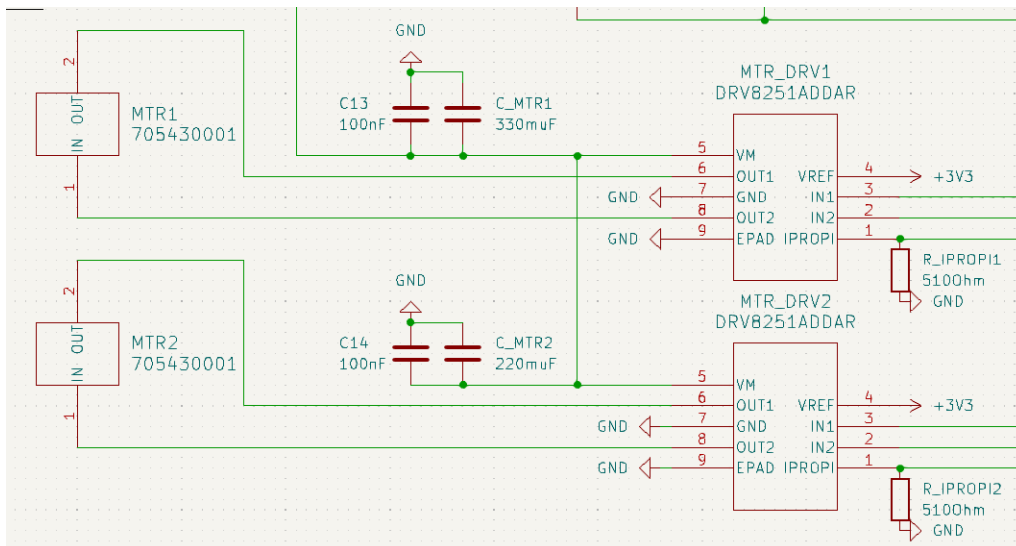 GND
2
OUT
IN
1
MTR1
705430001
C13
100nF
C_MTR1
330muF
MTR_DRV1
DRV8251ADDAR
5 VM
6 OUT1 VREF 4 +3V3
GND 7 GND IN1 3
8 OUT2 IN2 2
GND 9 EPAD IPROPI 1
R_IPROPI1
510Ohm
GND
2
OUT
IN
1
MTR2
705430001
GND
C14
100nF
C_MTR2
220muF
MTR_DRV2
DRV8251ADDAR
5 VM
6 OUT1 VREF 4 +3V3
GND 7 GND IN1 3
8 OUT2 IN2 2
GND 9 EPAD IPROPI 1
R_IPROPI2
510Ohm
GND